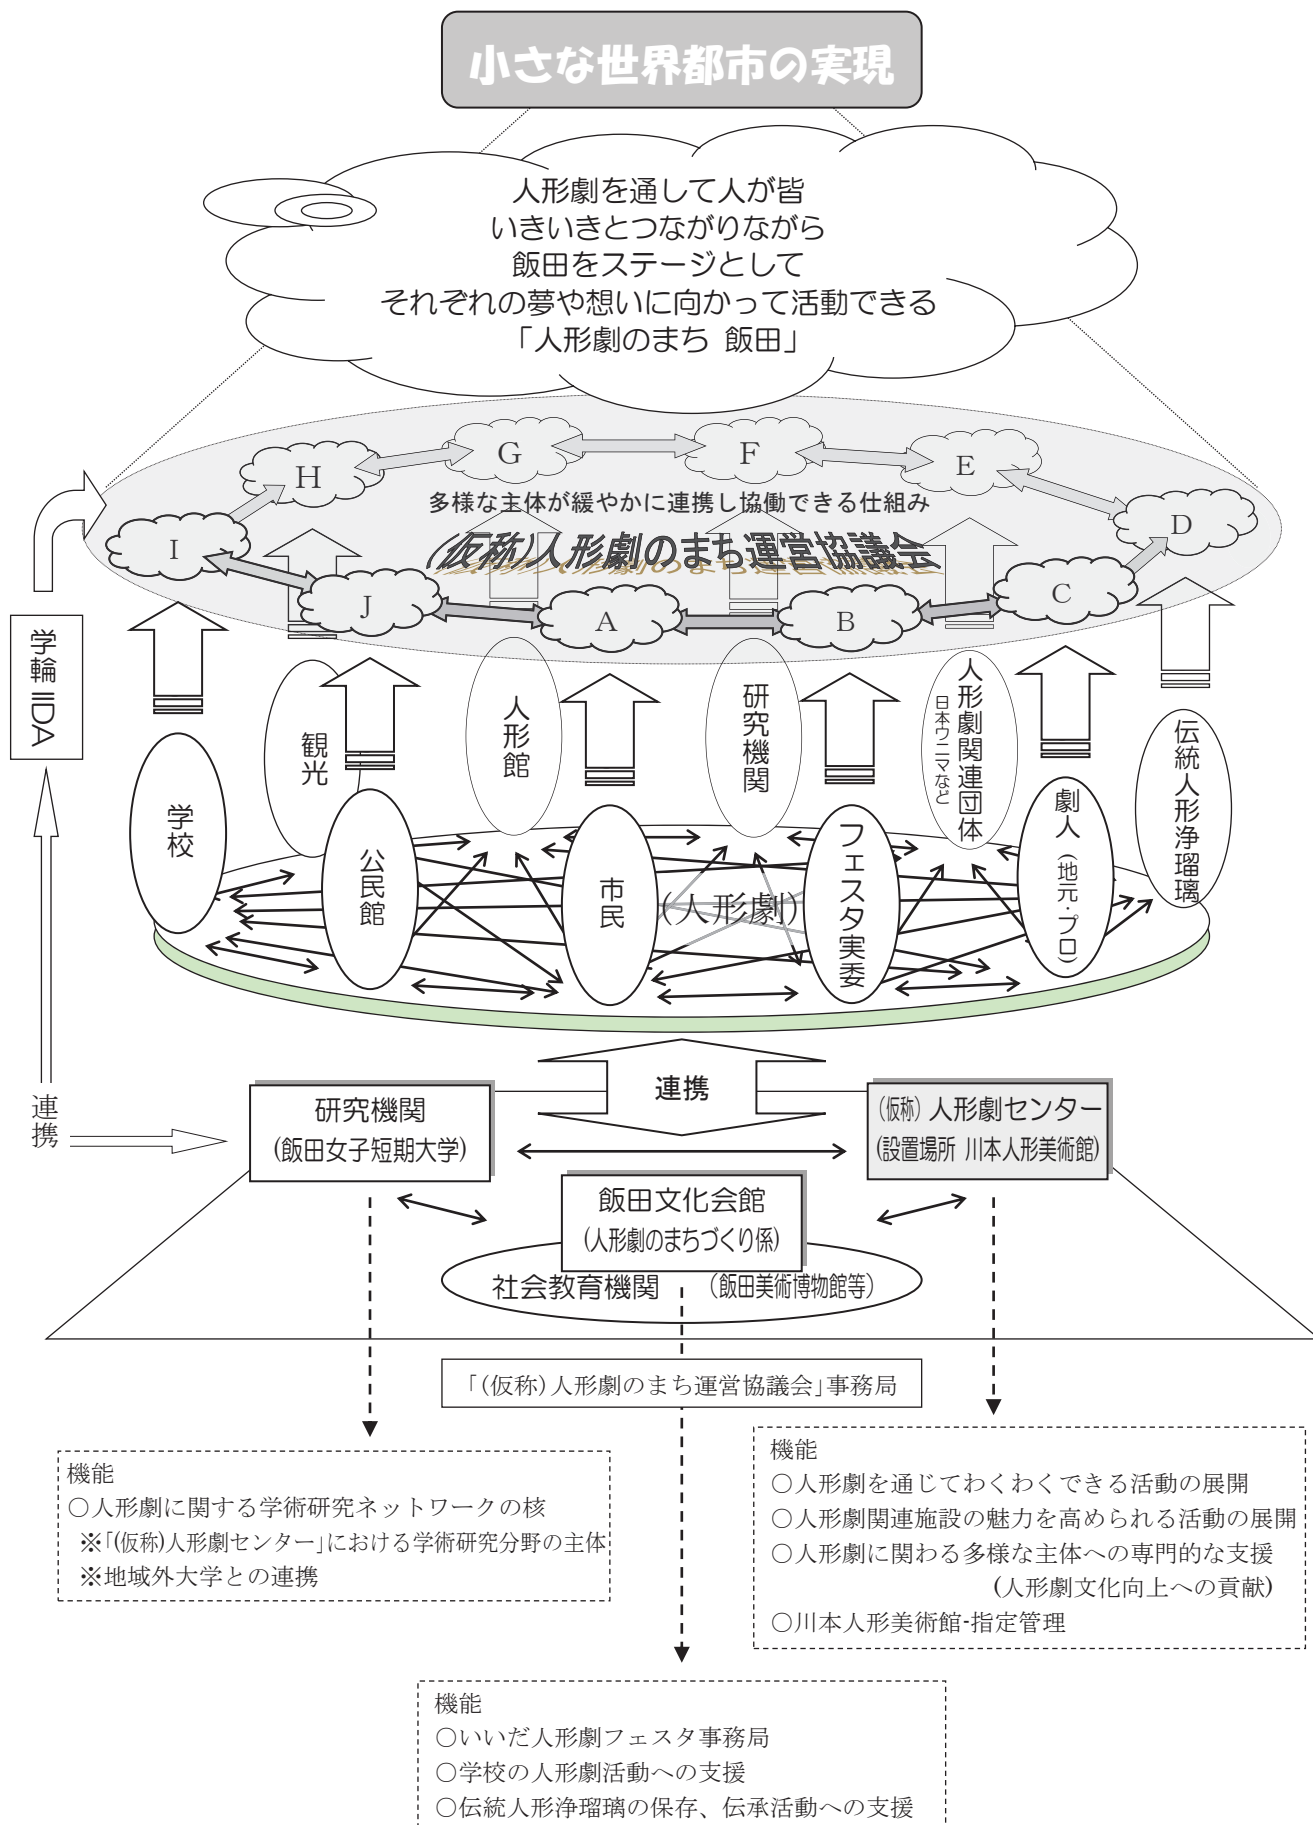 小さな世界都市の実現
人形劇を通して人が皆
いきいきとつながりながら
飯田をステージとして
それぞれの夢や想いに向かって活動できる
「人形劇のまち 飯田」
G
F
H
E
多様な主体が緩やかに連携し協働できる仕組み
D
I
(仮称)人形劇のまち運営協議会
J
A
B
C
学輪IIDA
観光
人形館
研究機関
人形劇関連団体
日本ウニマなど
伝統人形浄瑠璃
学校
公民館
市民
(人形劇)
フェスタ実委
劇人(地元・プロ)
連携
連携
研究機関
(飯田女子短期大学)
(仮称)人形劇センター
(設置場所 川本人形美術館)
飯田文化会館
(人形劇のまちづくり係)
社会教育機関 (飯田美術博物館等)
「(仮称)人形劇のまち運営協議会」事務局
機能
○人形劇に関する学術研究ネットワークの核
※「(仮称)人形劇センター」における学術研究分野の主体
※地域外大学との連携
機能
○人形劇を通じてわくわくできる活動の展開
○人形劇関連施設の魅力を高められる活動の展開
○人形劇に関わる多様な主体への専門的な支援
(人形劇文化向上への貢献)
○川本人形美術館-指定管理
機能
○いいだ人形劇フェスタ事務局
○学校の人形劇活動への支援
○伝統人形浄瑠璃の保存、伝承活動への支援